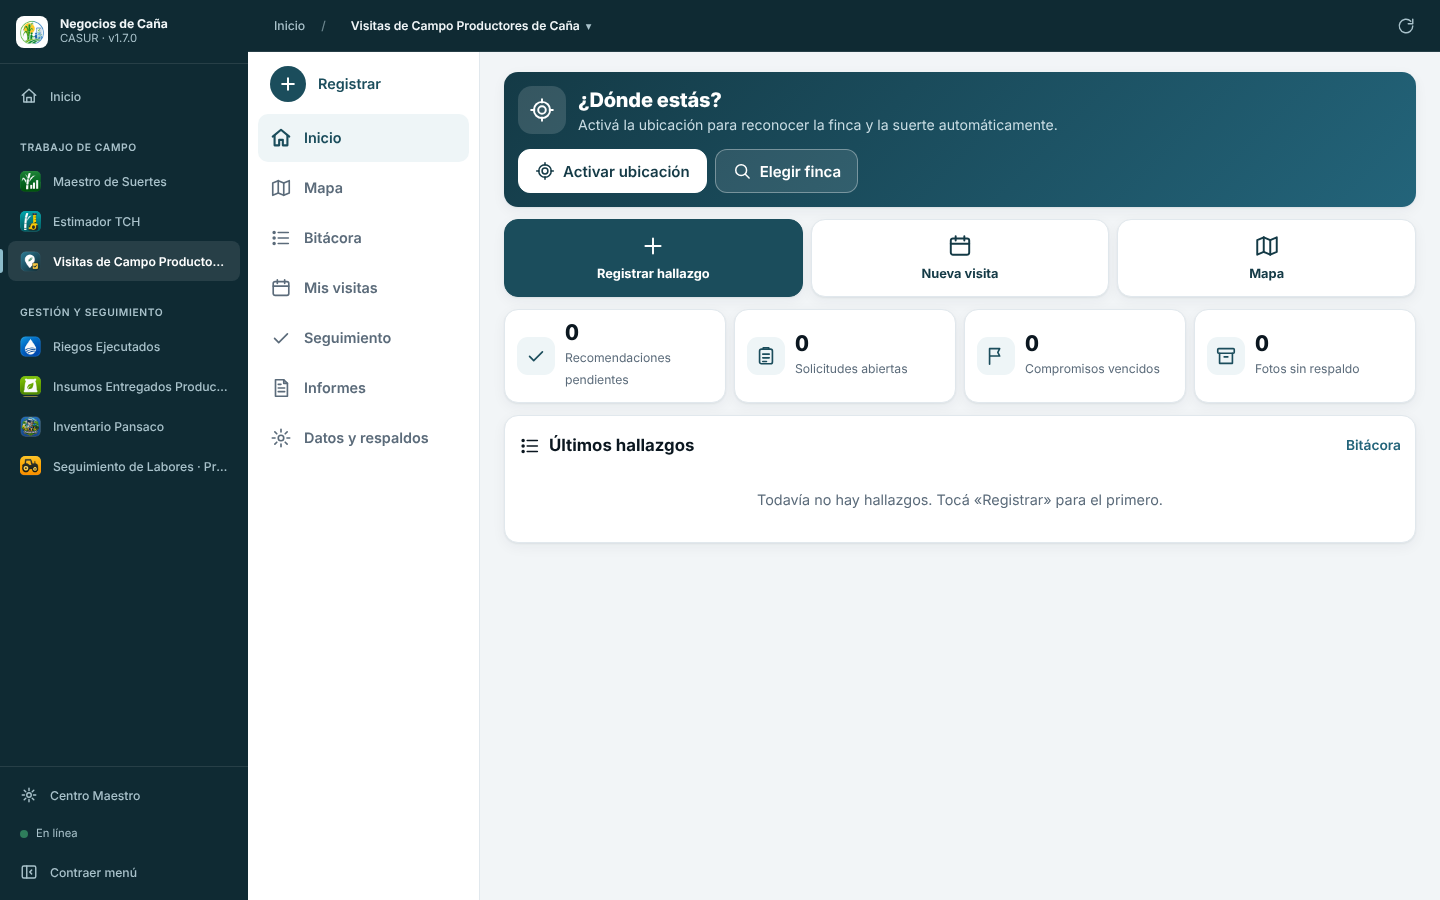 Negocios de Caña
CASUR · v1.7.0
Inicio
TRABAJO DE CAMPO
Maestro de Suertes
Estimador TCH
Visitas de Campo Producto...
GESTIÓN Y SEGUIMIENTO
Riegos Ejecutados
Insumos Entregados Produc...
Inventario Pansaco
Seguimiento de Labores · Pr...
Centro Maestro
En línea
Contraer menú
Inicio / Visitas de Campo Productores de Caña ▾
Registrar
Inicio
Mapa
Bitácora
Mis visitas
Seguimiento
Informes
Datos y respaldos
¿Dónde estás?
Activá la ubicación para reconocer la finca y la suerte automáticamente.
Activar ubicación
Elegir finca
Registrar hallazgo
Nueva visita
Mapa
0
Recomendaciones
pendientes
0
Solicitudes abiertas
0
Compromisos vencidos
0
Fotos sin respaldo
Últimos hallazgos
Bitácora
Todavía no hay hallazgos. Tocá «Registrar» para el primero.